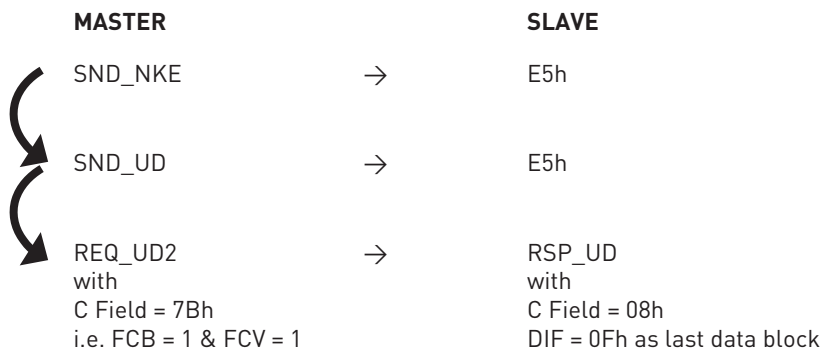 MASTER SLAVE
SND_NKE → E5h
SND_UD → E5h
REQ_UD2 → RSP_UD
with with
C Field = 7Bh C Field = 08h
i.e. FCB = 1 & FCV = 1 DIF = 0Fh as last data block